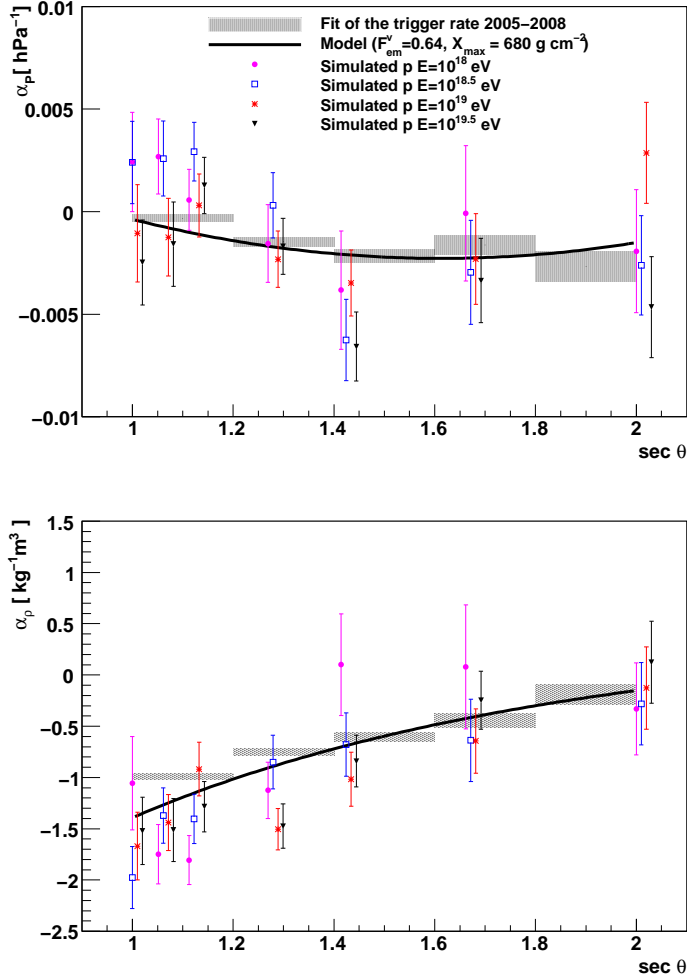 0.01
0.005
0
−0.005
−0.01
α_P [ hPa⁻¹]
Fit of the trigger rate 2005−2008
Model (F^v_em=0.64, X_max = 680 g cm⁻²)
Simulated p E=10^18 eV
Simulated p E=10^18.5 eV
Simulated p E=10^19 eV
Simulated p E=10^19.5 eV
1 1.2 1.4 1.6 1.8 2
sec θ
α_ρ [ kg⁻¹m³ ]
1.5
1
0.5
0
−0.5
−1
−1.5
−2
−2.5
1 1.2 1.4 1.6 1.8 2
sec θ